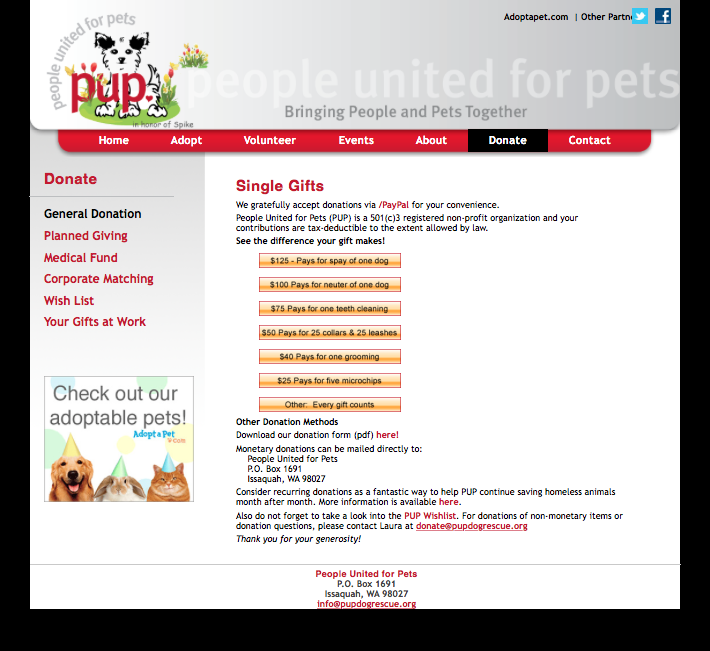 Adoptapet.com | Other Partne
people united for pets
pup.
in honor of Spike
people united for pets
Bringing People and Pets Together
Home Adopt Volunteer Events About Donate Contact
Donate
General Donation
Planned Giving
Medical Fund
Corporate Matching
Wish List
Your Gifts at Work
Check out our
adoptable pets!
Adopt a Pet
.com
Single Gifts
We gratefully accept donations via /PayPal for your convenience.
People United for Pets (PUP) is a 501(c)3 registered non-profit organization and your
contributions are tax-deductible to the extent allowed by law.
See the difference your gift makes!
$125 - Pays for spay of one dog
$100 Pays for neuter of one dog
$75 Pays for one teeth cleaning
$50 Pays for 25 collars & 25 leashes
$40 Pays for one grooming
$25 Pays for five microchips
Other: Every gift counts
Other Donation Methods
Download our donation form (pdf) here!
Monetary donations can be mailed directly to:
People United for Pets
P.O. Box 1691
Issaquah, WA 98027
Consider recurring donations as a fantastic way to help PUP continue saving homeless animals
month after month. More information is available here.
Also do not forget to take a look into the PUP Wishlist. For donations of non-monetary items or
donation questions, please contact Laura at donate@pupdogrescue.org
Thank you for your generosity!
People United for Pets
P.O. Box 1691
Issaquah, WA 98027
info@pupdogrescue.org